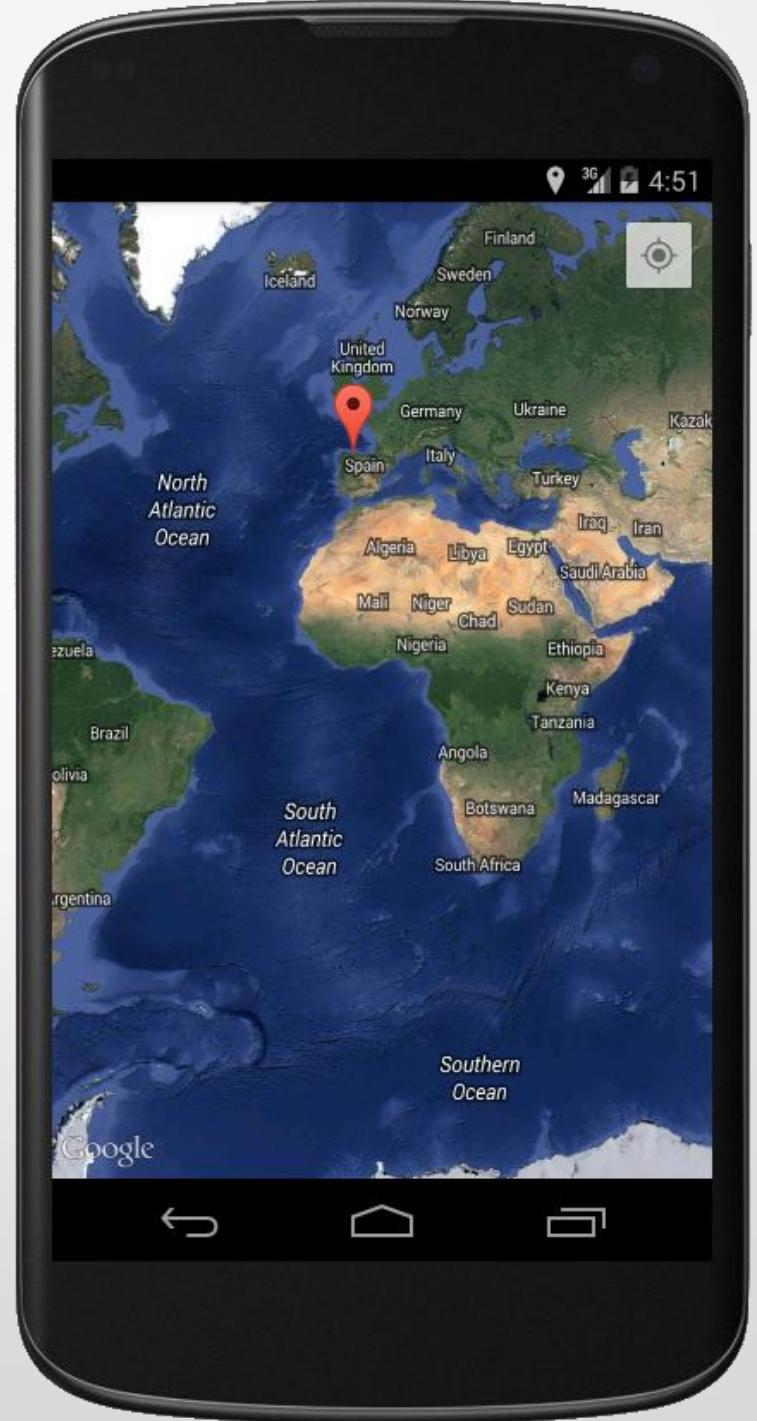 3G 4:51
Finland
Iceland
Sweden
Norway
United
Kingdom
Germany
Ukraine
Kazak
Spain
Italy
North
Atlantic
Ocean
Turkey
Iraq
Iran
Algeria
Libya
Egypt
Saudi Arabia
Mali
Niger
Chad
Sudan
ezuela
Nigeria
Ethiopia
Kenya
Brazil
Tanzania
Angola
olivia
Botswana
Madagascar
South
Atlantic
Ocean
South Africa
rgentina
Southern
Ocean
Google